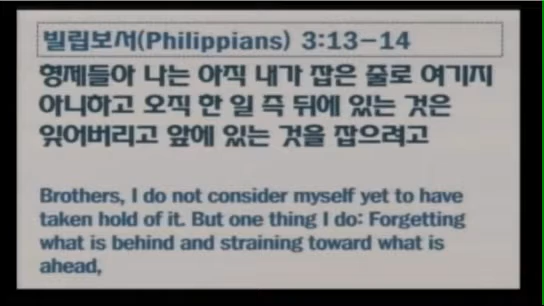 빌립보서(Philippians) 3:13-14
형제들아 나는 아직 내가 잡은 줄로 여기지
아니하고 오직 한 일 즉 뒤에 있는 것은
잊어버리고 앞에 있는 것을 잡으려고
Brothers, I do not consider myself yet to have
taken hold of it. But one thing I do: Forgetting
what is behind and straining toward what is
ahead,